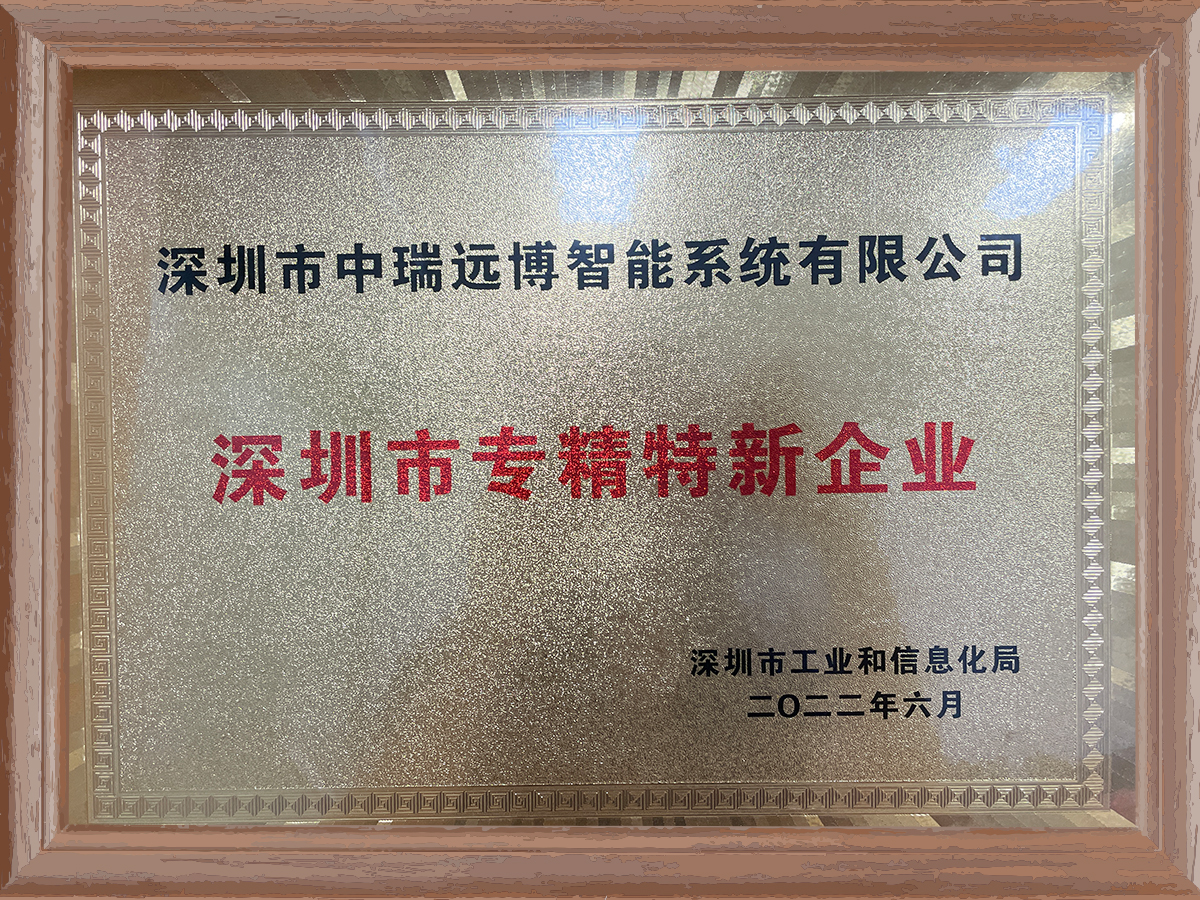 深圳市中瑞远博智能系统有限公司
深圳市专精特新企业
深圳市工业和信息化局
二〇二二年六月